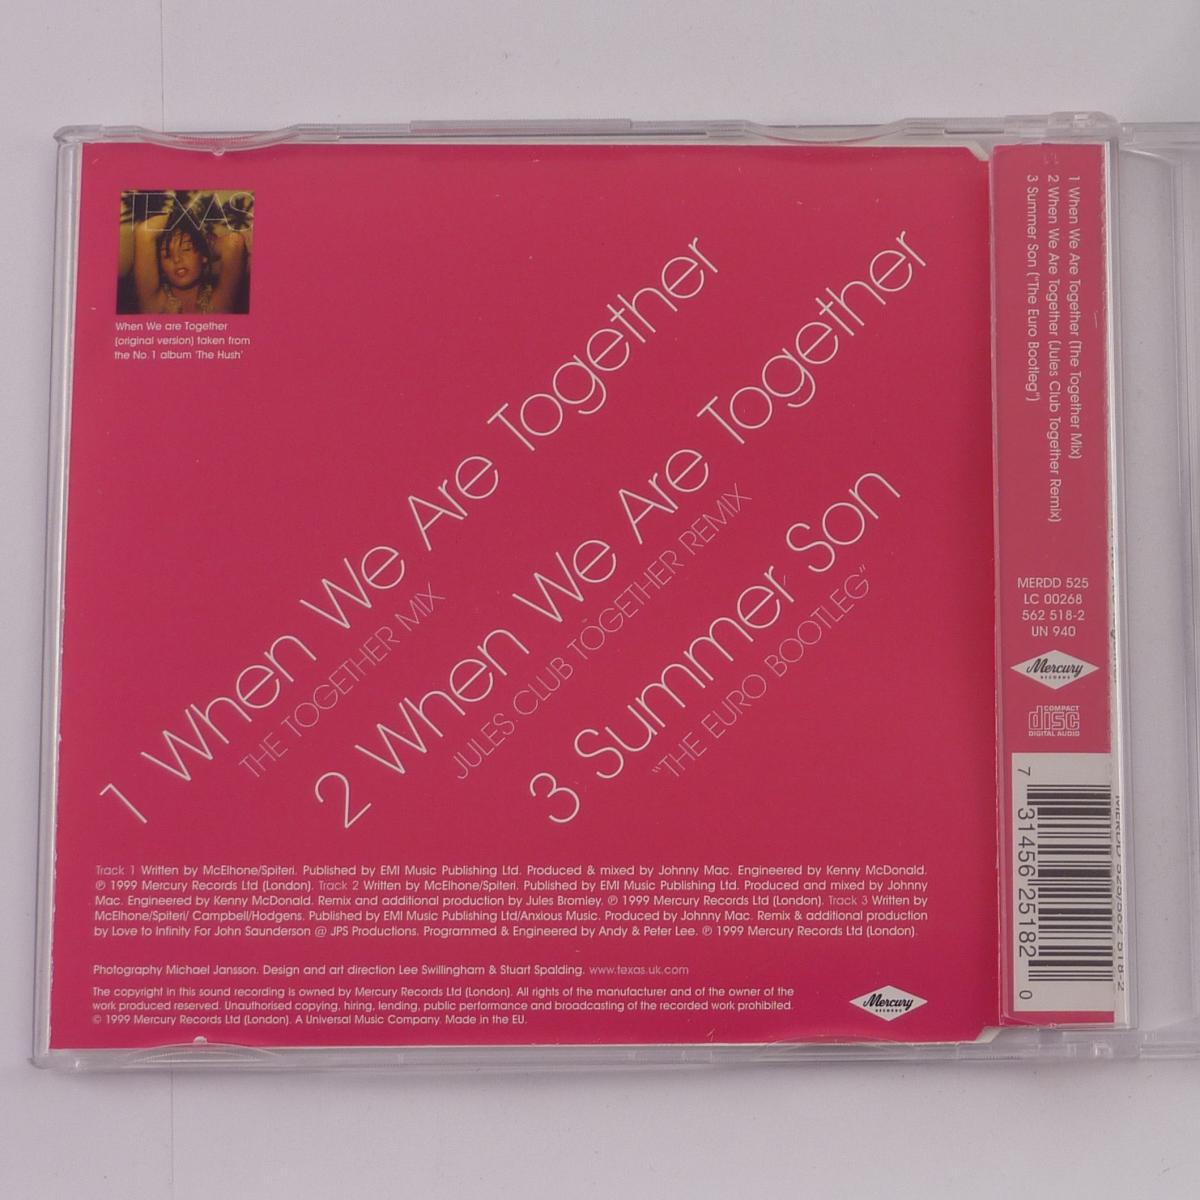 TEXAS
When We are Together
(original version) taken from
the No.1 album 'The Hush'
1 When We Are Together
THE TOGETHER MIX
2 When We Are Together
JULES CLUB TOGETHER REMIX
3 Summer Son
"THE EURO BOOTLEG"
Track 1 Written by McElhone/Spiteri. Published by EMI Music Publishing Ltd. Produced & mixed by Johnny Mac. Engineered by Kenny McDonald.
℗ 1999 Mercury Records Ltd (London). Track 2 Written by McElhone/Spiteri. Published by EMI Music Publishing Ltd. Produced and mixed by Johnny
Mac. Engineered by Kenny McDonald. Remix and additional production by Jules Bromley. ℗ 1999 Mercury Records Ltd (London). Track 3 Written by
McElhone/Spiteri/ Campbell/Hodgens. Published by EMI Music Publishing Ltd/Anxious Music. Produced by Johnny Mac. Remix & additional production
by Love to Infinity For John Saunderson @ JPS Productions. Programmed & Engineered by Andy & Peter Lee. ℗ 1999 Mercury Records Ltd (London).
Photography Michael Jansson. Design and art direction Lee Swillingham & Stuart Spalding. www.texas.uk.com
The copyright in this sound recording is owned by Mercury Records Ltd (London). All rights of the manufacturer and of the owner of the
work produced reserved. Unauthorised copying, hiring, lending, public performance and broadcasting of the recorded work prohibited.
© 1999 Mercury Records Ltd (London). A Universal Music Company. Made in the EU.
Mercury
RECORDS
1 When We Are Together (The Together Mix)
2 When We Are Together (Jules Club Together Remix)
3 Summer Son ("The Euro Bootleg")
MERDD 525
LC 00268
562 518-2
UN 940
Mercury
RECORDS
COMPACT
disc
DIGITAL AUDIO
7 31456 25182 0
MERDD 525/562 518-2